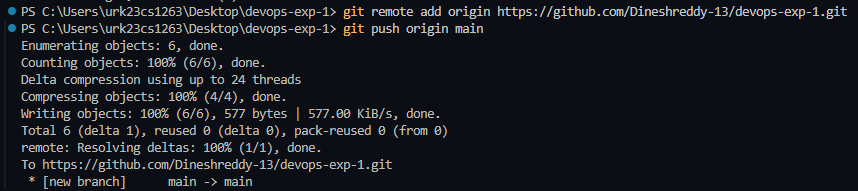 PS C:\Users\urk23cs1263\Desktop\devops-exp-1> git remote add origin https://github.com/Dineshreddy-13/devops-exp-1.git
PS C:\Users\urk23cs1263\Desktop\devops-exp-1> git push origin main
Enumerating objects: 6, done.
Counting objects: 100% (6/6), done.
Delta compression using up to 24 threads
Compressing objects: 100% (4/4), done.
Writing objects: 100% (6/6), 577 bytes | 577.00 KiB/s, done.
Total 6 (delta 1), reused 0 (delta 0), pack-reused 0 (from 0)
remote: Resolving deltas: 100% (1/1), done.
To https://github.com/Dineshreddy-13/devops-exp-1.git
 * [new branch]      main -> main